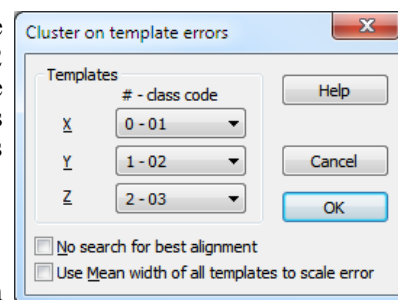 Cluster on template errors
Templates
# - class code
X 0 - 01
Y 1 - 02
Z 2 - 03
Help
Cancel
OK
No search for best alignment
Use Mean width of all templates to scale error